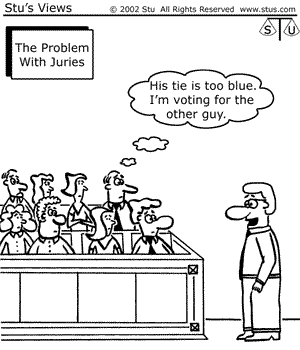 Stu's Views
© 2002 Stu All Rights Reserved www.stus.com
S U
The Problem
With Juries
His tie is too blue.
I'm voting for the
other guy.